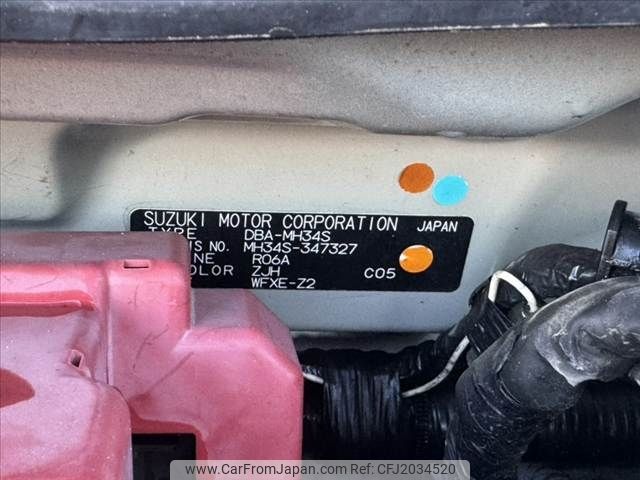 SUZUKI MOTOR CORPORATION JAPAN
TYPE DBA-MH34S
IS NO. MH34S-347327
NE R06A
OLOR ZJH C05
WFXE-Z2
www.CarFromJapan.com Ref No. CFJ2034520